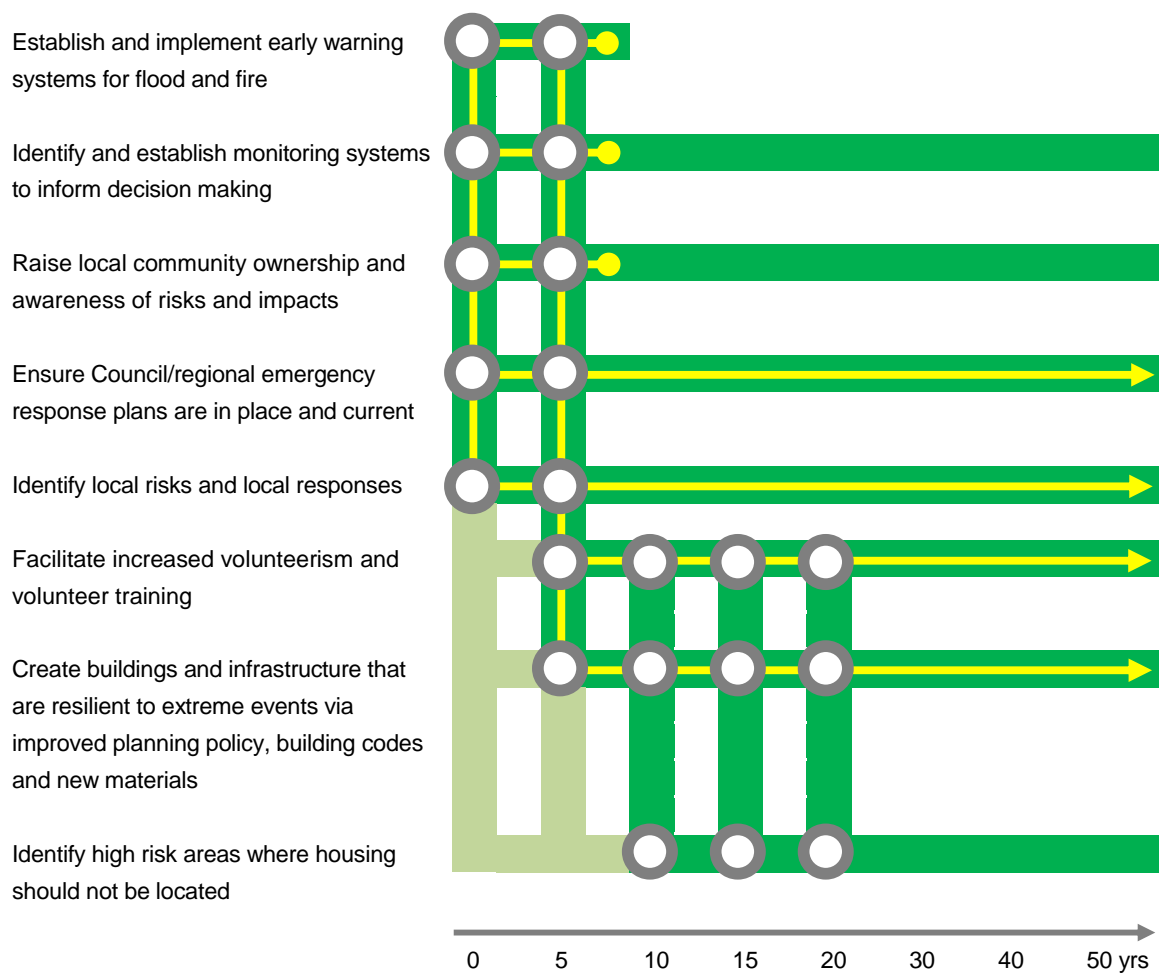 Establish and implement early warning
systems for flood and fire
Identify and establish monitoring systems
to inform decision making
Raise local community ownership and
awareness of risks and impacts
Ensure Council/regional emergency
response plans are in place and current
Identify local risks and local responses
Facilitate increased volunteerism and
volunteer training
Create buildings and infrastructure that
are resilient to extreme events via
improved planning policy, building codes
and new materials
Identify high risk areas where housing
should not be located
0 5 10 15 20 30 40 50 yrs